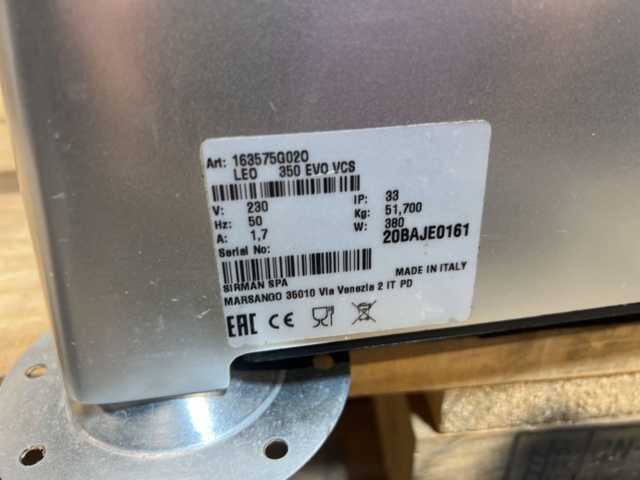 Art: 163575G020
LEO 350 EVO VCS
V: 230 IP: 33
Hz: 50 Kg: 51,700
A: 1,7 W: 380
Serial No: 20BAJE0161
SIRMAN SPA MADE IN ITALY
MARSANGO 35010 Via Venezia 2 IT PD
EAC CE